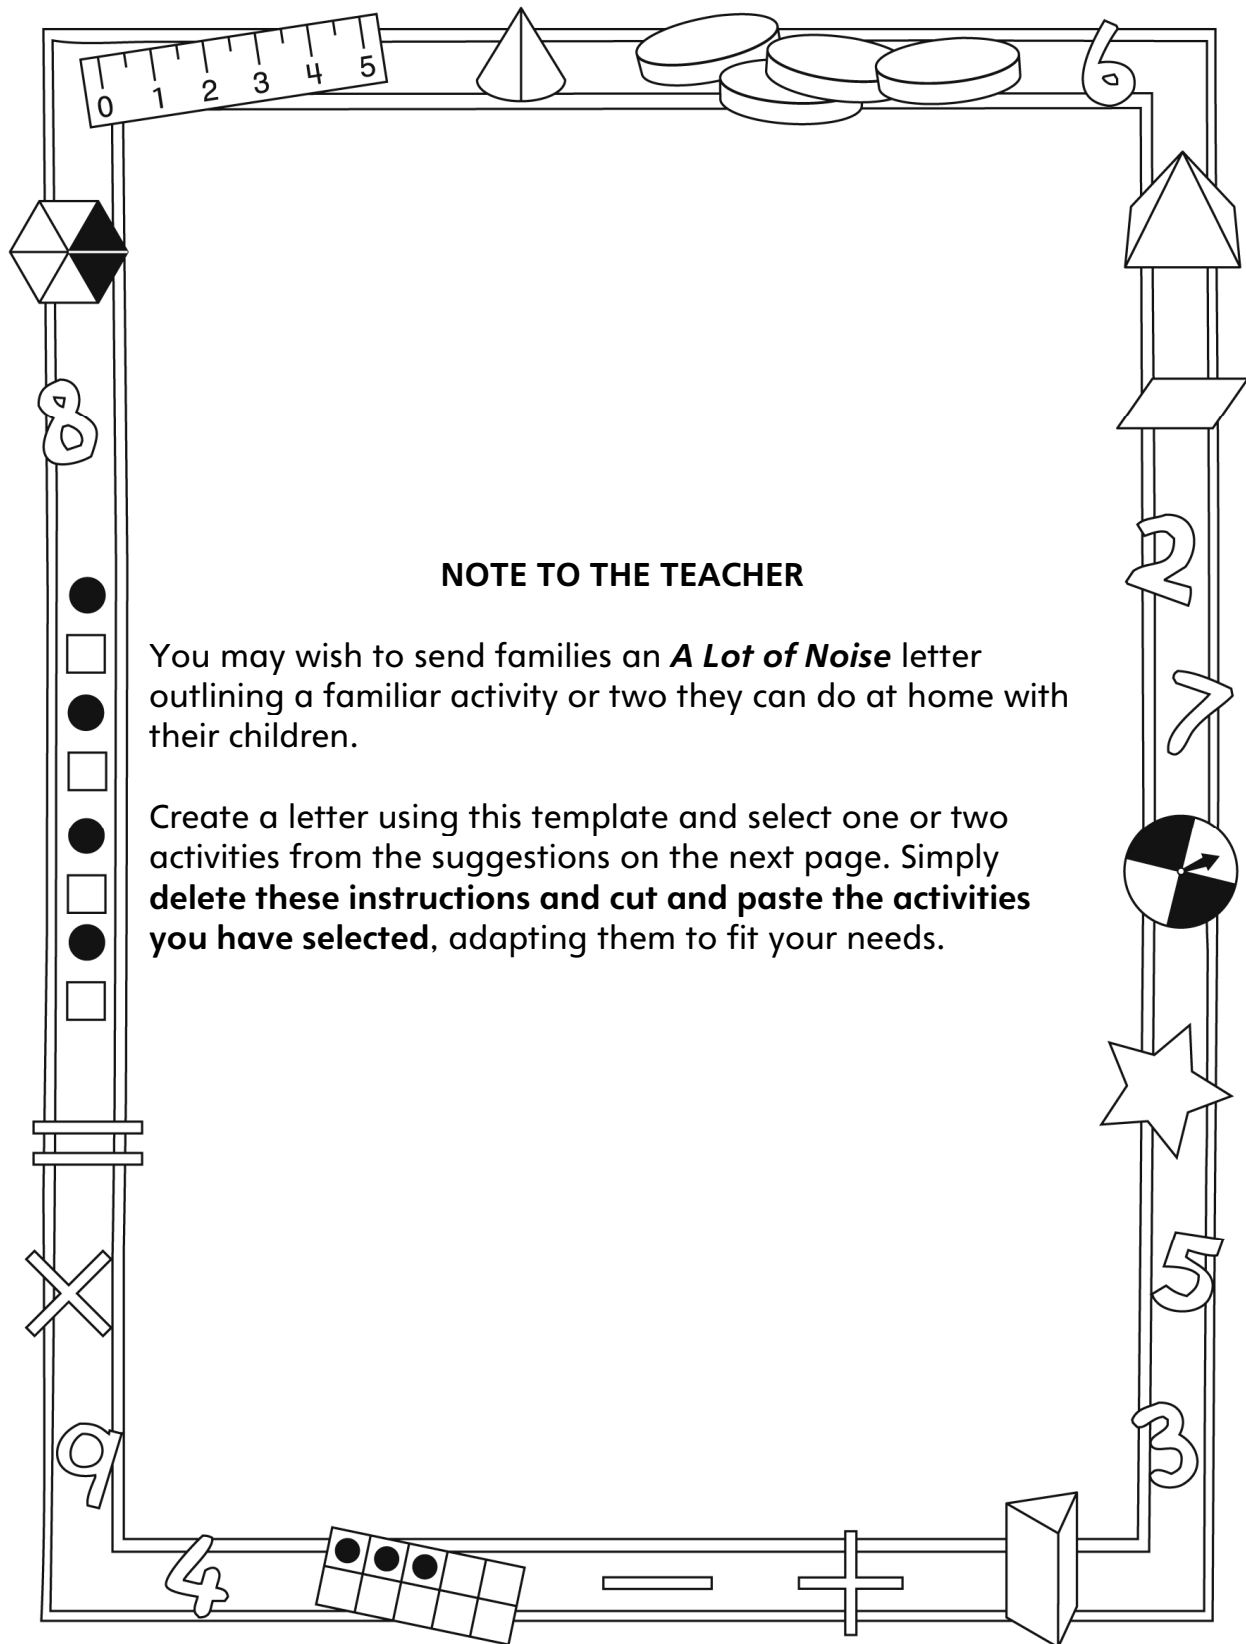 0 1 2 3 4 5
6
8
2
7
5
3
9
4
NOTE TO THE TEACHER
You may wish to send families an A Lot of Noise letter
outlining a familiar activity or two they can do at home with
their children.
Create a letter using this template and select one or two
activities from the suggestions on the next page. Simply
delete these instructions and cut and paste the activities
you have selected, adapting them to fit your needs.